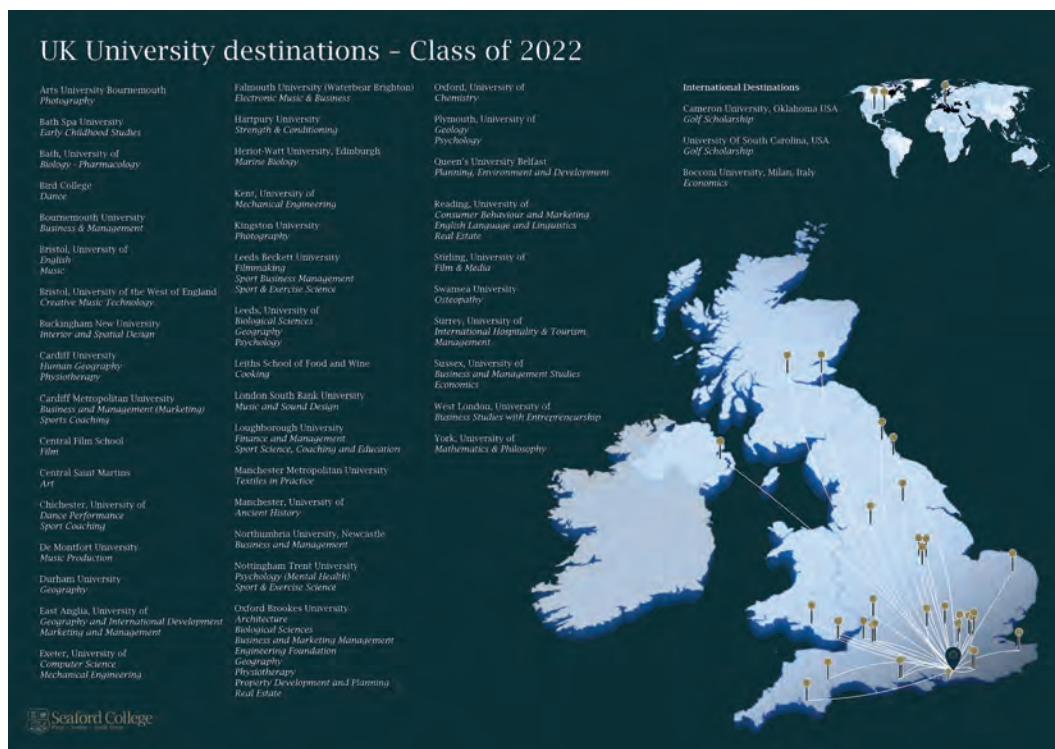 UK University destinations – Class of 2022
Arts University Bournemouth
Photography
Bath Spa University
Early Childhood Studies
Bath, University of
Biology - Pharmacology
Bird College
Dance
Bournemouth University
Business & Management
Bristol, University of
English
Music
Bristol, University of the West of England
Creative Music Technology
Buckingham New University
Interior and Spatial Design
Cardiff University
Human Geography
Physiotherapy
Cardiff Metropolitan University
Business and Management (Marketing)
Sports Coaching
Central Film School
Film
Central Saint Martins
Art
Chichester, University of
Dance Performance
Sport Coaching
De Montfort University
Music Production
Durham University
Geography
East Anglia, University of
Geography and International Development
Marketing and Management
Exeter, University of
Computer Science
Mechanical Engineering
Falmouth University (Waterbear Brighton)
Electronic Music & Business
Hartpury University
Strength & Conditioning
Heriot-Watt University, Edinburgh
Marine Biology
Kent, University of
Mechanical Engineering
Kingston University
Photography
Leeds Beckett University
Filmmaking
Sport Business Management
Sport & Exercise Science
Leeds, University of
Biological Sciences
Geography
Psychology
Leiths School of Food and Wine
Cooking
London South Bank University
Music and Sound Design
Loughborough University
Finance and Management
Sport Science, Coaching and Education
Manchester Metropolitan University
Textiles in Practice
Manchester, University of
Ancient History
Northumbria University, Newcastle
Business and Management
Nottingham Trent University
Psychology (Mental Health)
Sport & Exercise Science
Oxford Brookes University
Architecture
Biological Sciences
Business and Marketing Management
Engineering Foundation
Geography
Physiotherapy
Property Development and Planning
Real Estate
Oxford, University of
Chemistry
Plymouth, University of
Geology
Psychology
Queen's University Belfast
Planning, Environment and Development
Reading, University of
Consumer Behaviour and Marketing
English Language and Linguistics
Real Estate
Stirling, University of
Film & Media
Swansea University
Osteopathy
Surrey, University of
International Hospitality & Tourism
Management
Sussex, University of
Business and Management Studies
Economics
West London, University of
Business Studies with Entrepreneurship
York, University of
Mathematics & Philosophy
International Destinations
Cameron University, Oklahoma USA
Golf Scholarship
University Of South Carolina, USA
Golf Scholarship
Bocconi University, Milan, Italy
Economics
Seaford College